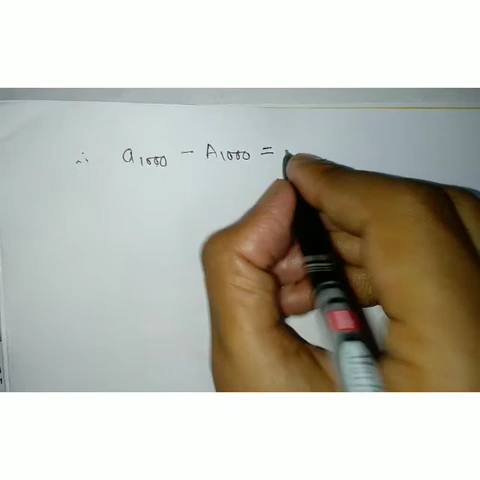 ∴ a₁₀₀₀ - A₁₀₀₀ =